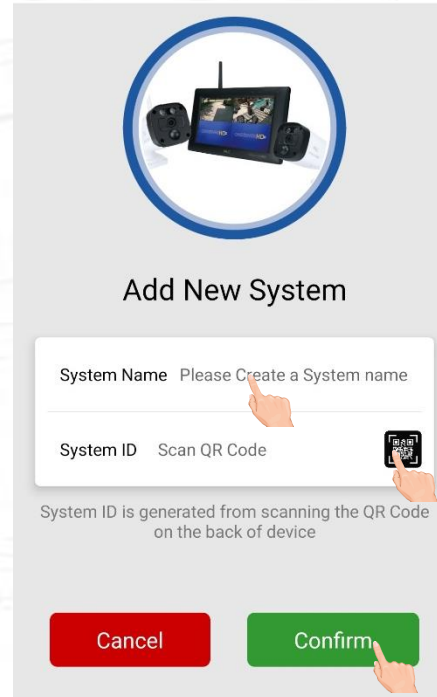 Add New System
System Name Please Create a System name
System ID Scan QR Code
System ID is generated from scanning the QR Code
on the back of device
Cancel Confirm